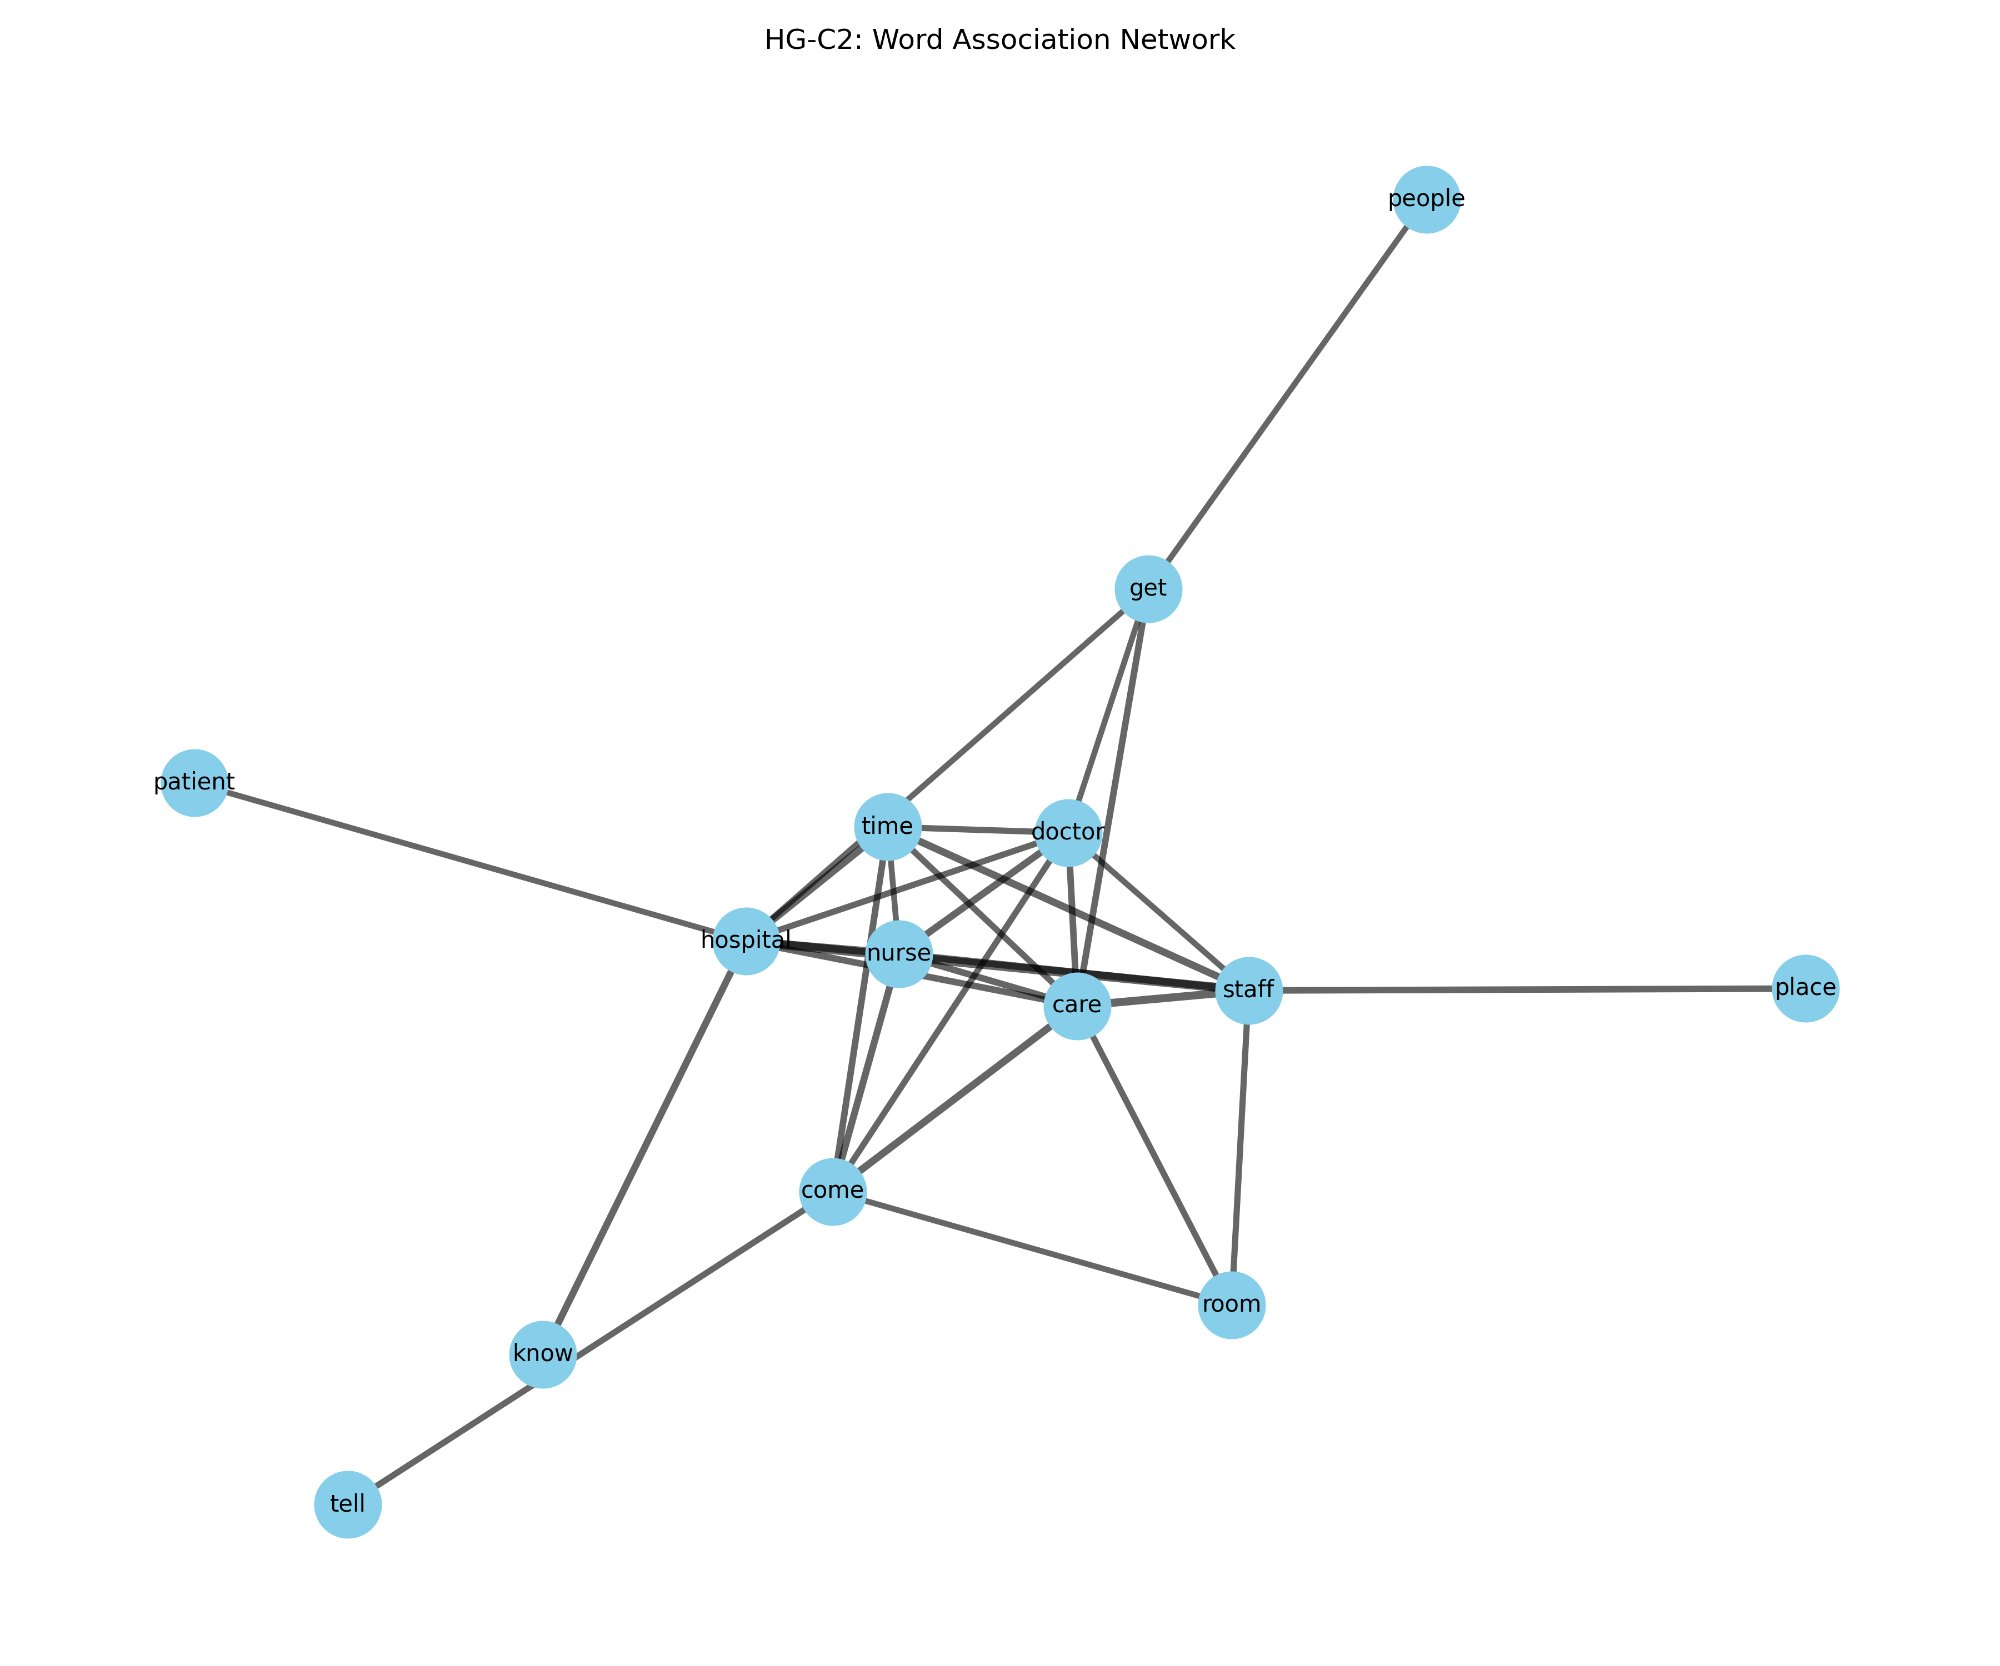 HG-C2: Word Association Network
people
get
patient
time
doctor
hospital
nurse
care
staff
place
come
room
know
tell